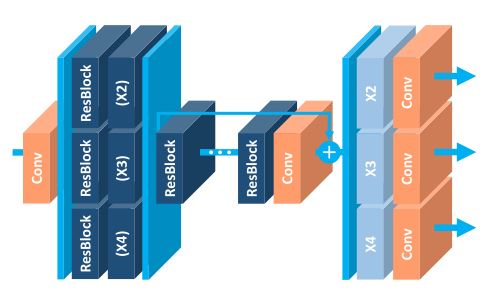 Conv
ResBlock
(X2)
ResBlock
(X3)
ResBlock
(X4)
ResBlock
ResBlock
Conv
X2
Conv
X3
Conv
X4
Conv